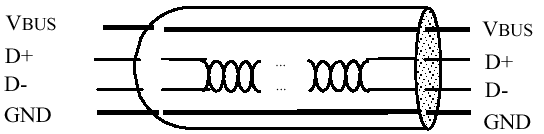 VBUS VBUS
D+ ... D+
D- ... D-
GND GND